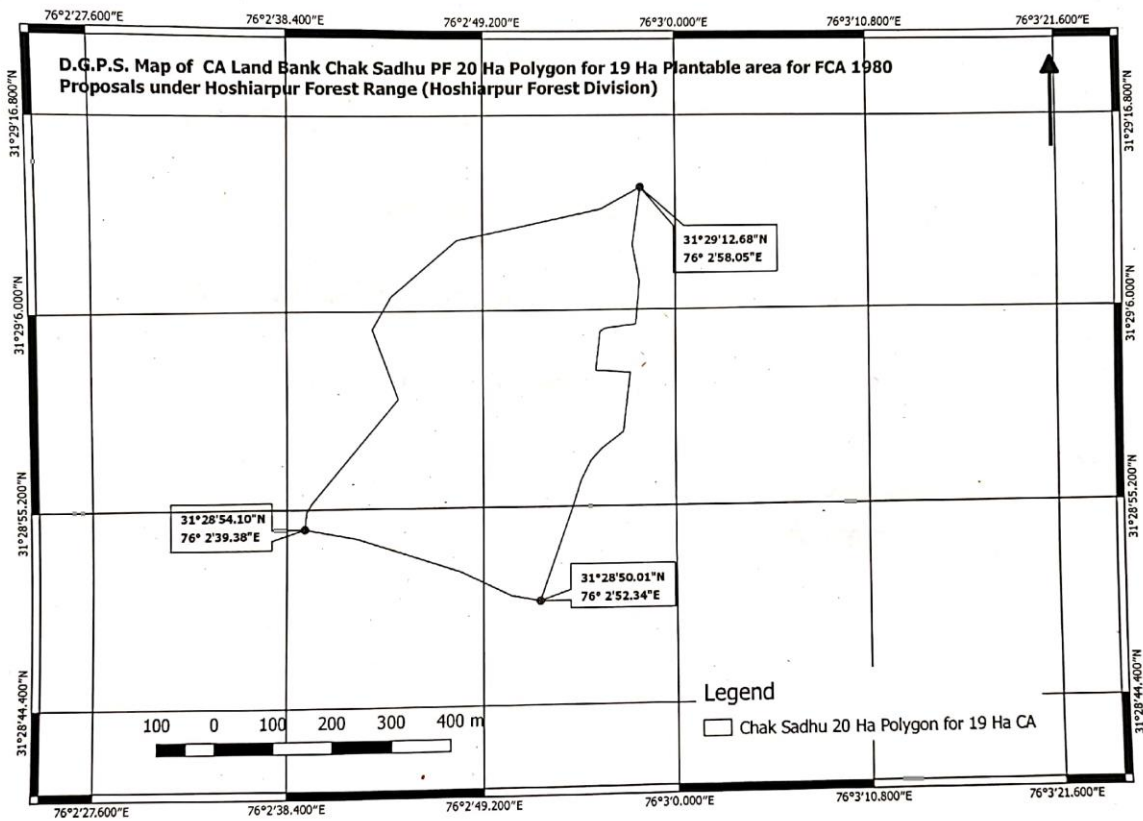 76°2'27.600"E
76°2'38.400"E
76°2'49.200"E
76°3'0.000"E
76°3'10.800"E
76°3'21.600"E
D.G.P.S. Map of CA Land Bank Chak Sadhu PF 20 Ha Polygon for 19 Ha Plantable area for FCA 1980
Proposals under Hoshiarpur Forest Range (Hoshiarpur Forest Division)
31°29'16.800"N
31°29'16.800"N
31°29'12.68"N
76° 2'58.05"E
31°29'6.000"N
31°29'6.000"N
31°28'55.200"N
31°28'55.200"N
31°28'54.10"N
76° 2'39.38"E
31°28'50.01"N
76° 2'52.34"E
31°28'44.400"N
31°28'44.400"N
Legend
Chak Sadhu 20 Ha Polygon for 19 Ha CA
100 0 100 200 300 400 m
76°2'27.600"E
76°2'38.400"E
76°2'49.200"E
76°3'0.000"E
76°3'10.800"E
76°3'21.600"E